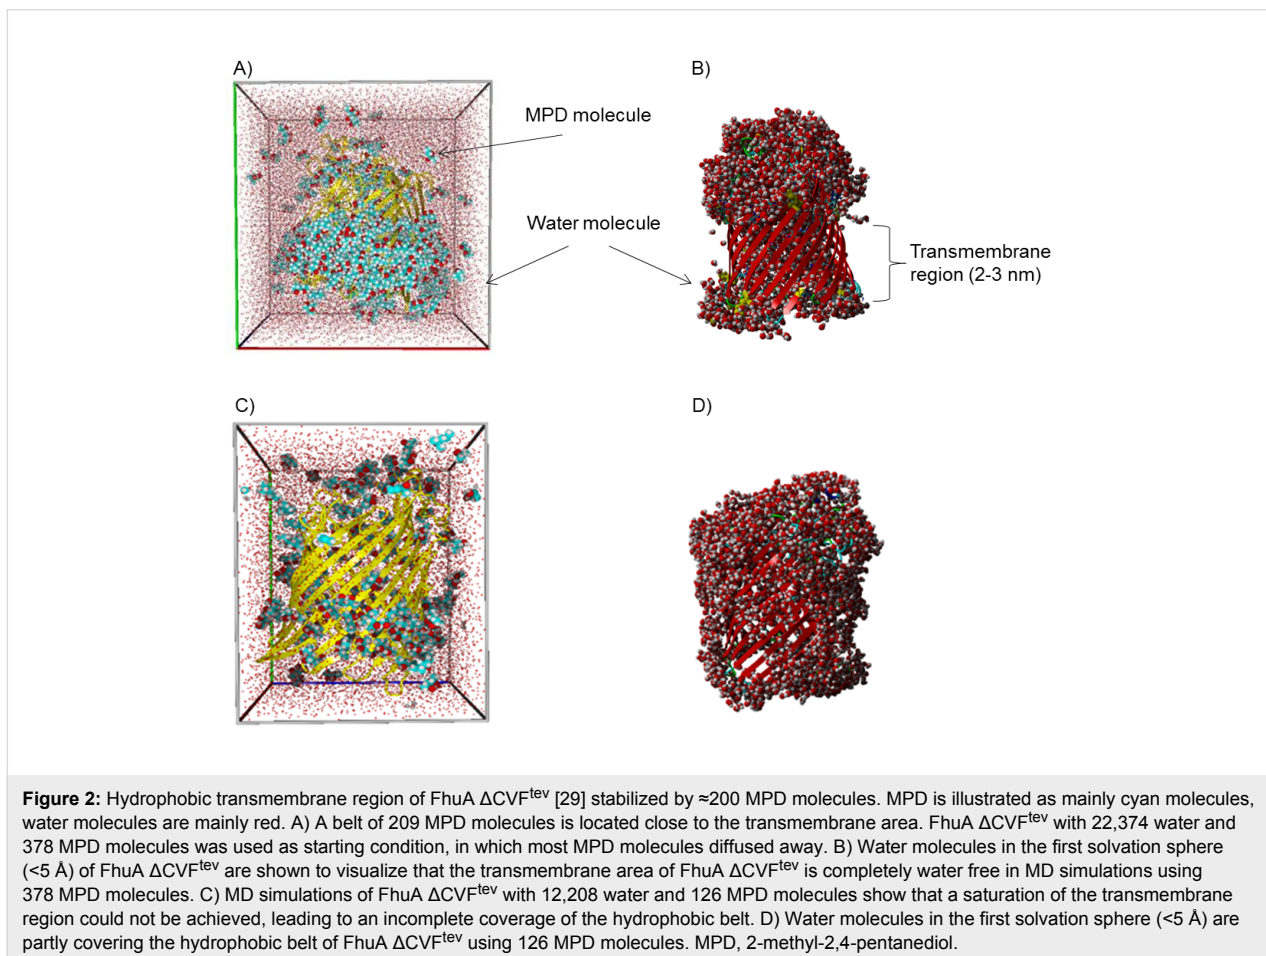 A)
B)
MPD molecule
Water molecule
Transmembrane
region (2-3 nm)
C)
D)
Figure 2: Hydrophobic transmembrane region of FhuA ΔCVFtev [29] stabilized by ≈200 MPD molecules. MPD is illustrated as mainly cyan molecules,
water molecules are mainly red. A) A belt of 209 MPD molecules is located close to the transmembrane area. FhuA ΔCVFtev with 22,374 water and
378 MPD molecules was used as starting condition, in which most MPD molecules diffused away. B) Water molecules in the first solvation sphere
(<5 Å) of FhuA ΔCVFtev are shown to visualize that the transmembrane area of FhuA ΔCVFtev is completely water free in MD simulations using
378 MPD molecules. C) MD simulations of FhuA ΔCVFtev with 12,208 water and 126 MPD molecules show that a saturation of the transmembrane
region could not be achieved, leading to an incomplete coverage of the hydrophobic belt. D) Water molecules in the first solvation sphere (<5 Å) are
partly covering the hydrophobic belt of FhuA ΔCVFtev using 126 MPD molecules. MPD, 2-methyl-2,4-pentanediol.